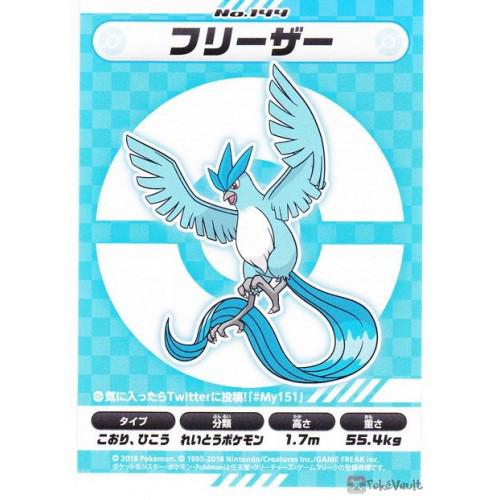 No.144
フリーザー
気に入ったらTwitterに投稿!「#My151」
タイプ 分類 高さ 重さ
こおり、ひこう れいとうポケモン 1.7m 55.4kg
©2018 Pokémon. ©1995-2018 Nintendo/Creatures Inc./GAME FREAK inc.
ポケットモンスター・ポケモン・Pokémonは任天堂・クリーチャーズ・ゲームフリークの登録商標です。
PokéVault